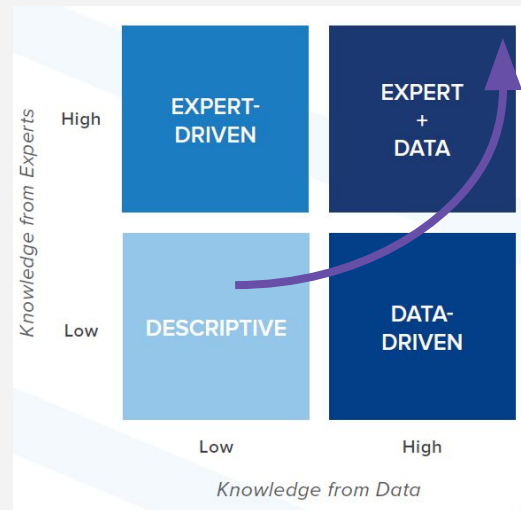 Knowledge from Experts
High
EXPERT-
DRIVEN
EXPERT
+
DATA
Low
DESCRIPTIVE
DATA-
DRIVEN
Low
High
Knowledge from Data